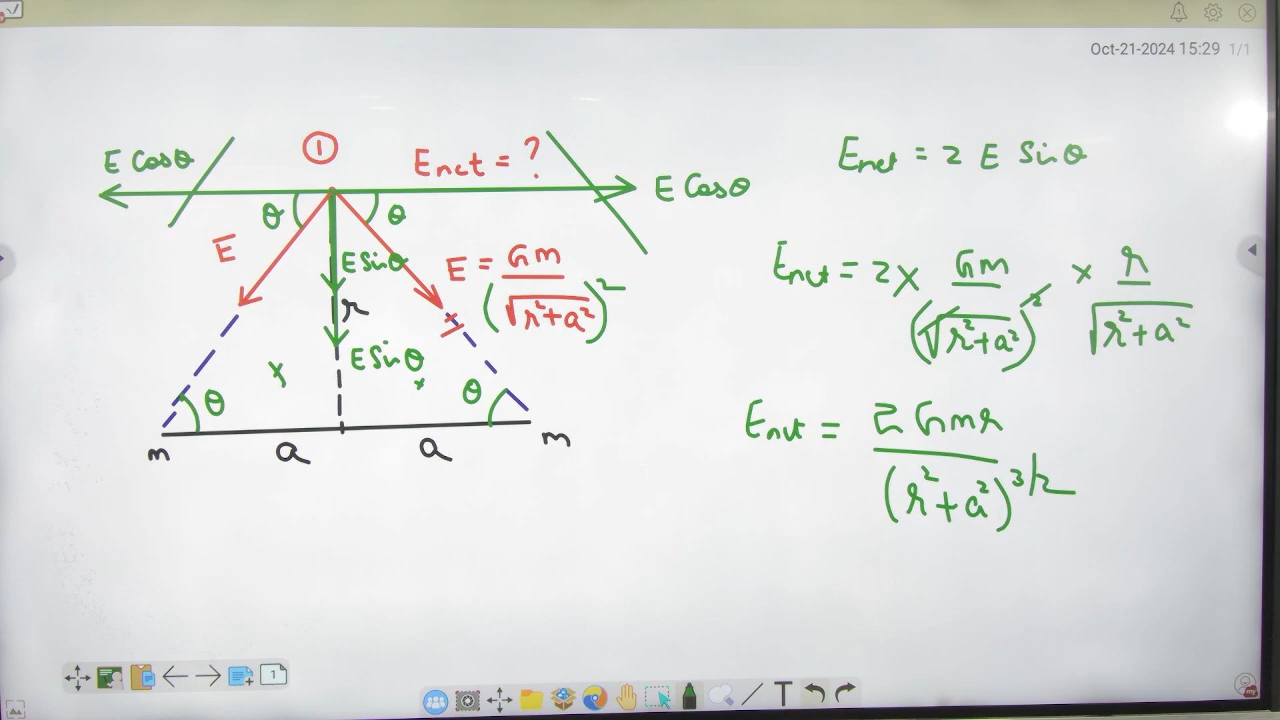 Oct-21-2024 15:29 1/1
E Cosθ
①
Enet = ?
E Cosθ
θ
θ
E
E Sinθ
E = Gm
(√r²+a²)²
r
E Sinθ
x
x
θ
θ
m
a
a
m
Enet = 2 E Sinθ
Enet = 2 x Gm x r
(√r²+a²)² √r²+a²
Enet = 2Gmr
(r²+a²)3/2
1
T